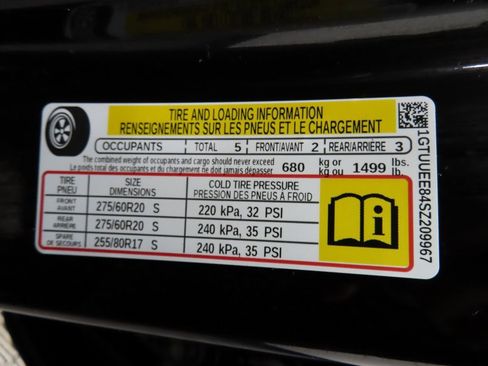 TIRE AND LOADING INFORMATION
RENSEIGNEMENTS SUR LES PNEUS ET LE CHARGEMENT
OCCUPANTS TOTAL 5 FRONT/AVANT 2 REAR/ARRIÈRE 3
The combined weight of occupants and cargo should never exceed 680 kg or 1499 lbs.
Le poids total des occupants et du chargement ne doit jamais dépasser kg ou lb.
TIRE SIZE COLD TIRE PRESSURE
PNEU DIMENSIONS PRESSION DES PNEUS À FROID
FRONT AVANT 275/60R20 S 220 kPa, 32 PSI
REAR ARRIÈRE 275/60R20 S 240 kPa, 35 PSI
SPARE DE SECOURS 255/80R17 S 240 kPa, 35 PSI
1GTUUEE84SZ209967